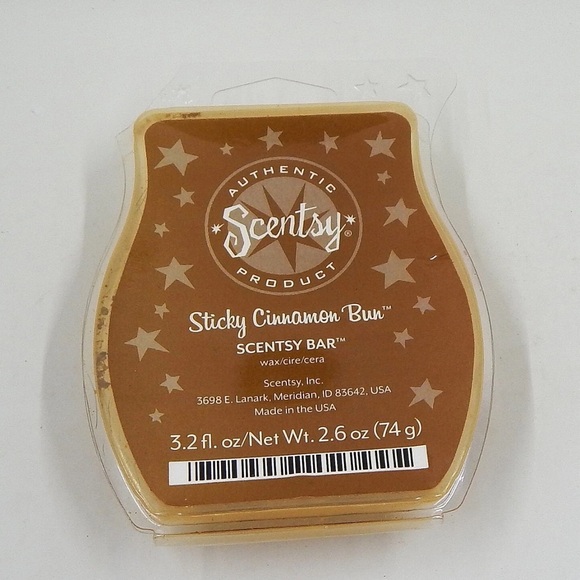 AUTHENTIC
Scentsy®
PRODUCT
Sticky Cinnamon Bun™
SCENTSY BAR™
wax/cire/cera
Scentsy, Inc.
3698 E. Lanark, Meridian, ID 83642, USA
Made in the USA
3.2 fl. oz/Net Wt. 2.6 oz (74 g)